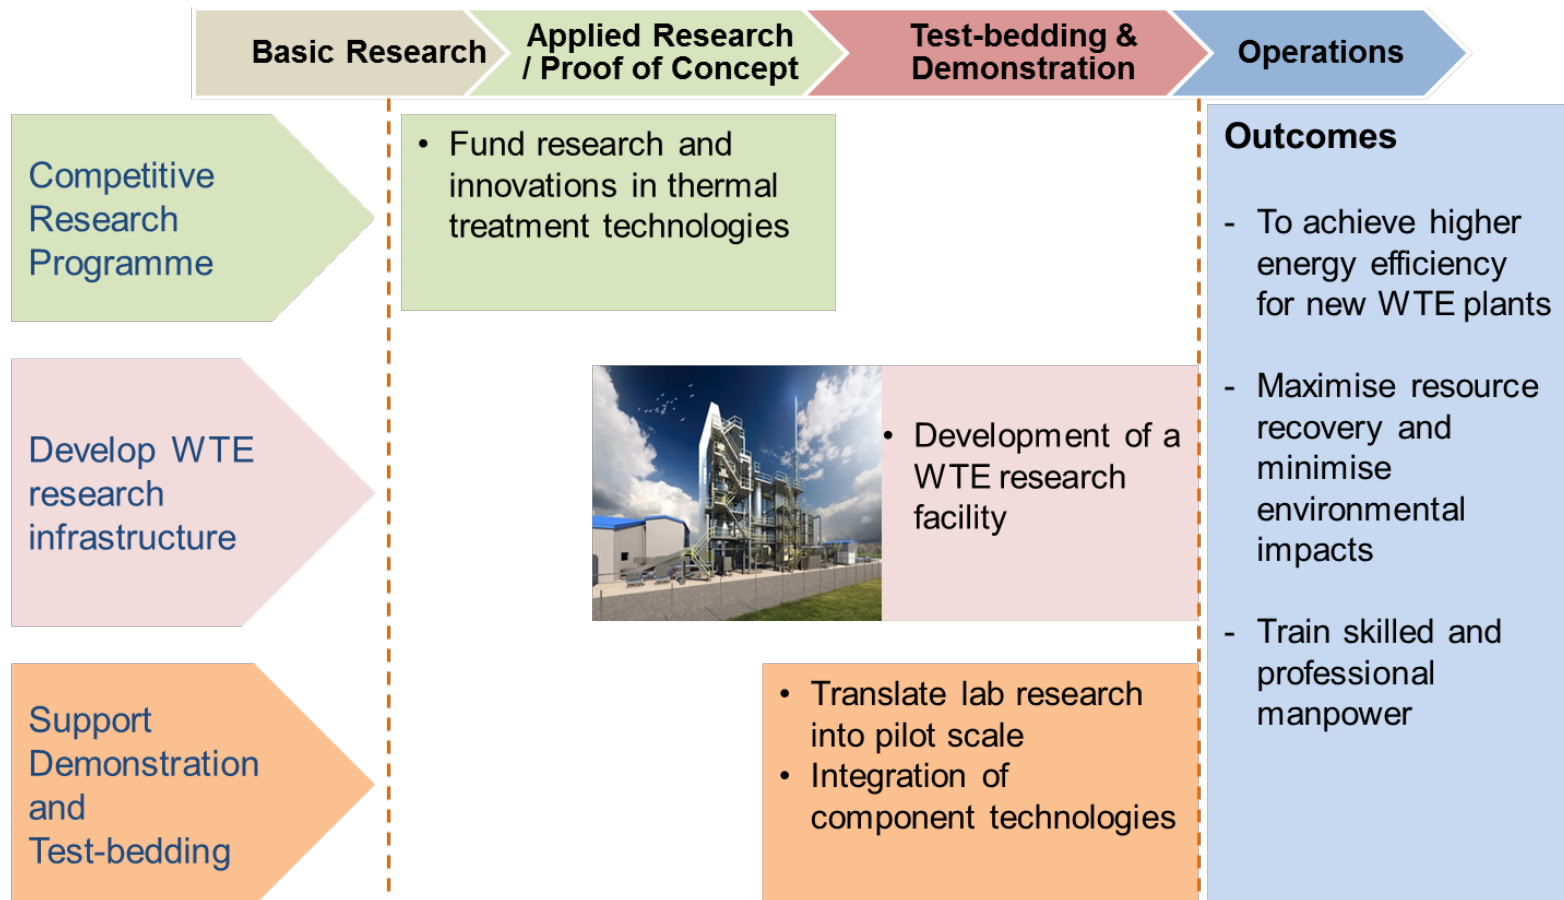 Basic Research
Applied Research
/ Proof of Concept
Test-bedding &
Demonstration
Operations
Competitive
Research
Programme
• Fund research and
innovations in thermal
treatment technologies
Develop WTE
research
infrastructure
• Development of a
WTE research
facility
Support
Demonstration
and
Test-bedding
• Translate lab research
into pilot scale
• Integration of
component technologies
Outcomes
- To achieve higher
energy efficiency
for new WTE plants
- Maximise resource
recovery and
minimise
environmental
impacts
- Train skilled and
professional
manpower